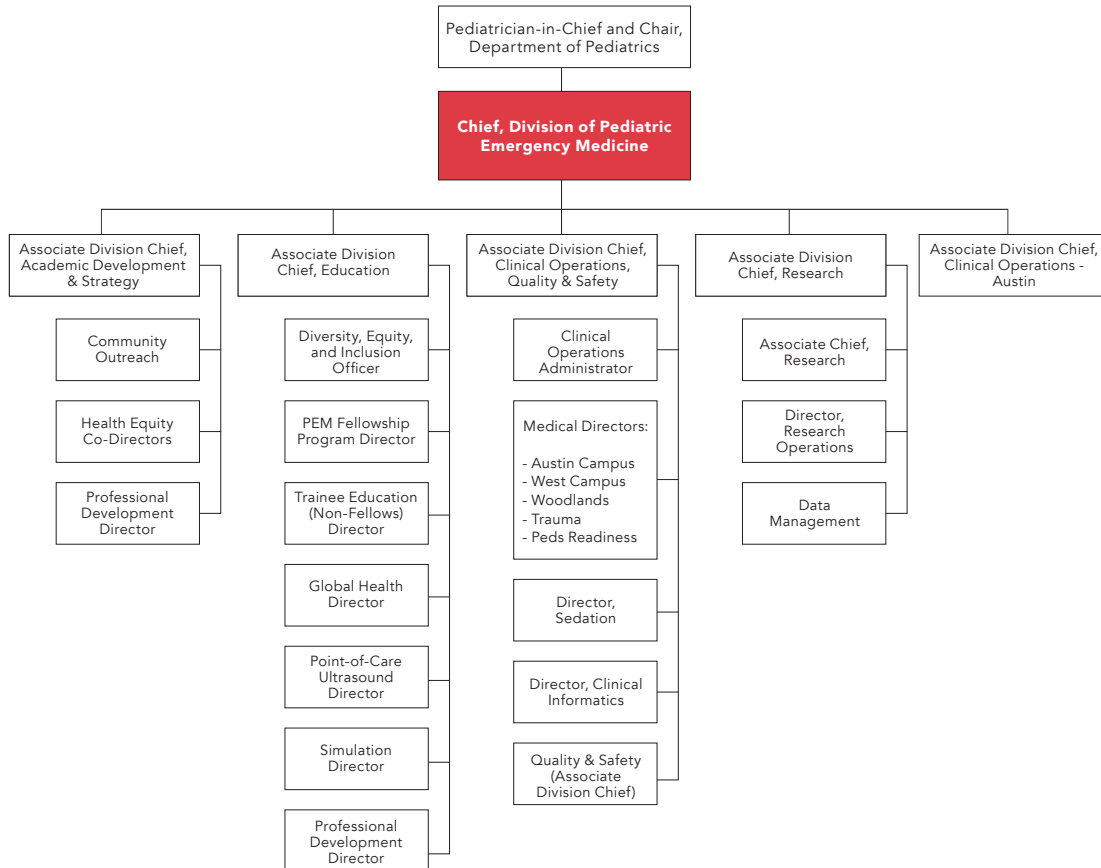 Pediatrician-in-Chief and Chair,
Department of Pediatrics
Chief, Division of Pediatric
Emergency Medicine
Associate Division Chief,
Academic Development
& Strategy
Community
Outreach
Health Equity
Co-Directors
Professional
Development
Director
Associate Division
Chief, Education
Diversity, Equity,
and Inclusion
Officer
PEM Fellowship
Program Director
Trainee Education
(Non-Fellows)
Director
Global Health
Director
Point-of-Care
Ultrasound
Director
Simulation
Director
Professional
Development
Director
Associate Division Chief,
Clinical Operations,
Quality & Safety
Clinical
Operations
Administrator
Medical Directors:
- Austin Campus
- West Campus
- Woodlands
- Trauma
- Peds Readiness
Director,
Sedation
Director, Clinical
Informatics
Quality & Safety
(Associate
Division Chief)
Associate Division
Chief, Research
Associate Chief,
Research
Director,
Research
Operations
Data
Management
Associate Division Chief,
Clinical Operations -
Austin